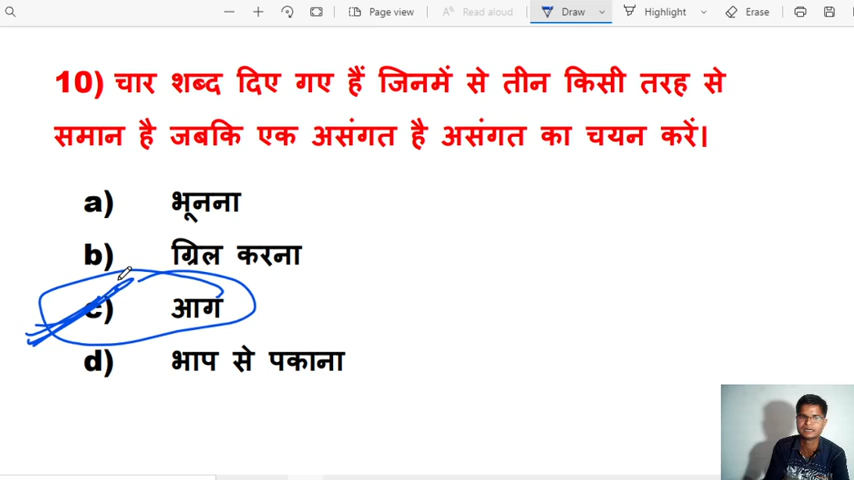 Page view
Read aloud
Draw
Highlight
Erase
10) चार शब्द दिए गए हैं जिनमें से तीन किसी तरह से
समान है जबकि एक असंगत है असंगत का चयन करें।
a) भूनना
b) ग्रिल करना
c) आग
d) भाप से पकाना